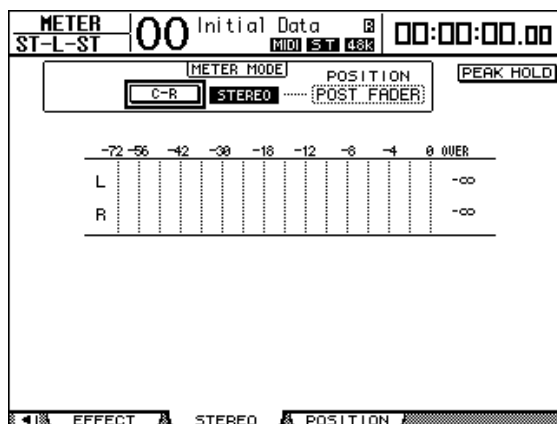 METER
ST-L-ST
00
Initial Data
R
MIDI ST 48K
00:00:00.00
METER MODE
POSITION
PEAK HOLD
C-R
STEREO
POST FADER
-72 -56 -42 -30 -18 -12 -8 -4 0 OVER
L -∞
R -∞
EFFECT
STEREO
POSITION